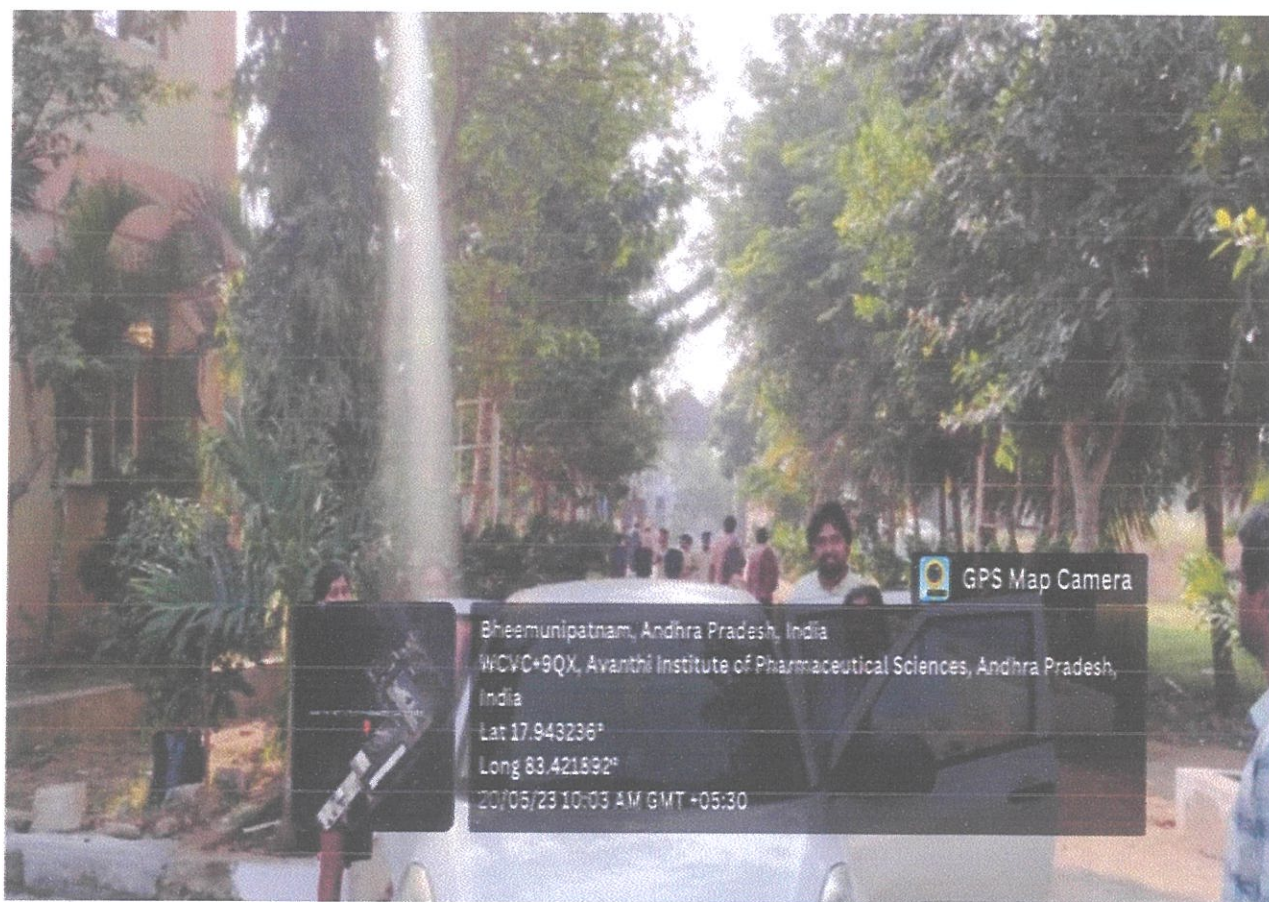 GPS Map Camera
Bheemunipatnam, Andhra Pradesh, India
WCVC+9QX, Avanthi Institute of Pharmaceutical Sciences, Andhra Pradesh,
India
Lat 17.943236°
Long 83.421892°
20/05/23 10:03 AM GMT +05:30